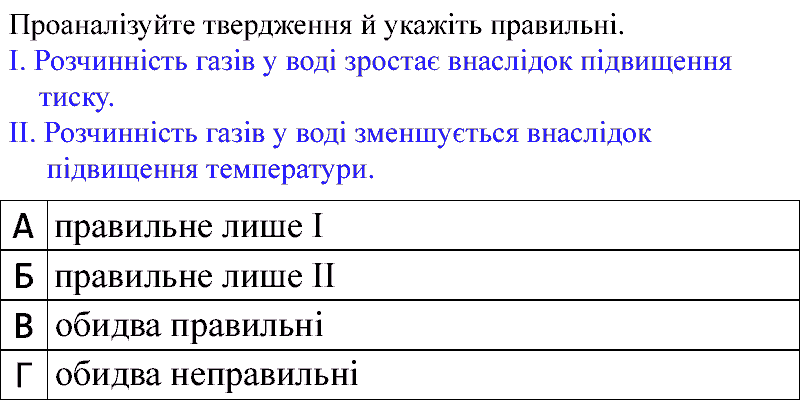 Проаналізуйте твердження й укажіть правильні.
I. Розчинність газів у воді зростає внаслідок підвищення
тиску.
II. Розчинність газів у воді зменшується внаслідок
підвищення температури.
А правильне лише I
Б правильне лише II
В обидва правильні
Г обидва неправильні